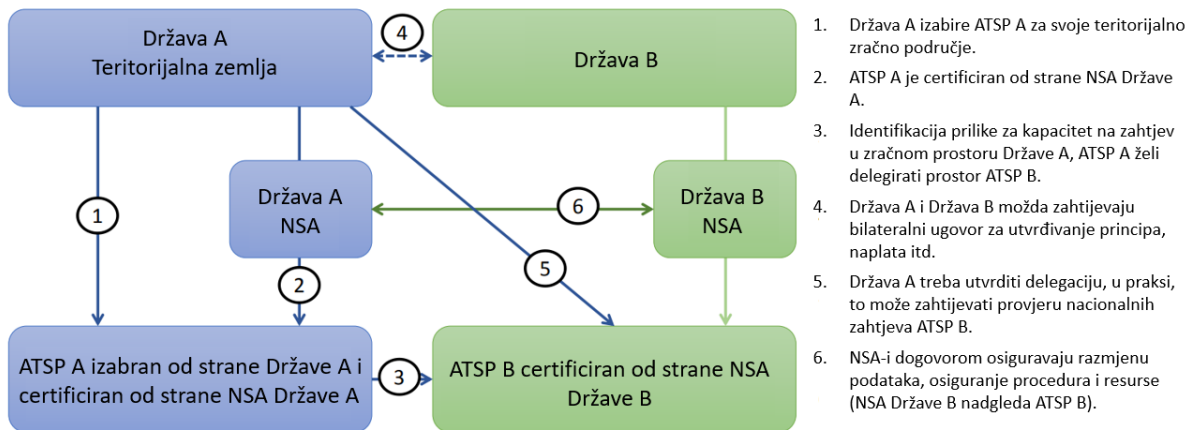 Država A
Teritorijalna zemlja
4
Država B
1
Država A
NSA
6
Država B
NSA
2
5
ATSP A izabran od strane Države A i
certificiran od strane NSA Države A
3
ATSP B certificiran od strane NSA
Države B
1. Država A izabire ATSP A za svoje teritorijalno
zračno područje.
2. ATSP A je certificiran od strane NSA Države
A.
3. Identifikacija prilike za kapacitet na zahtjev
u zračnom prostoru Države A, ATSP A želi
delegirati prostor ATSP B.
4. Država A i Država B možda zahtijevaju
bilateralni ugovor za utvrđivanje principa,
naplata itd.
5. Država A treba utvrditi delegaciju, u praksi,
to može zahtijevati provjeru nacionalnih
zahtjeva ATSP B.
6. NSA-i dogovorom osiguravaju razmjenu
podataka, osiguranje procedura i resurse
(NSA Države B nadgleda ATSP B).